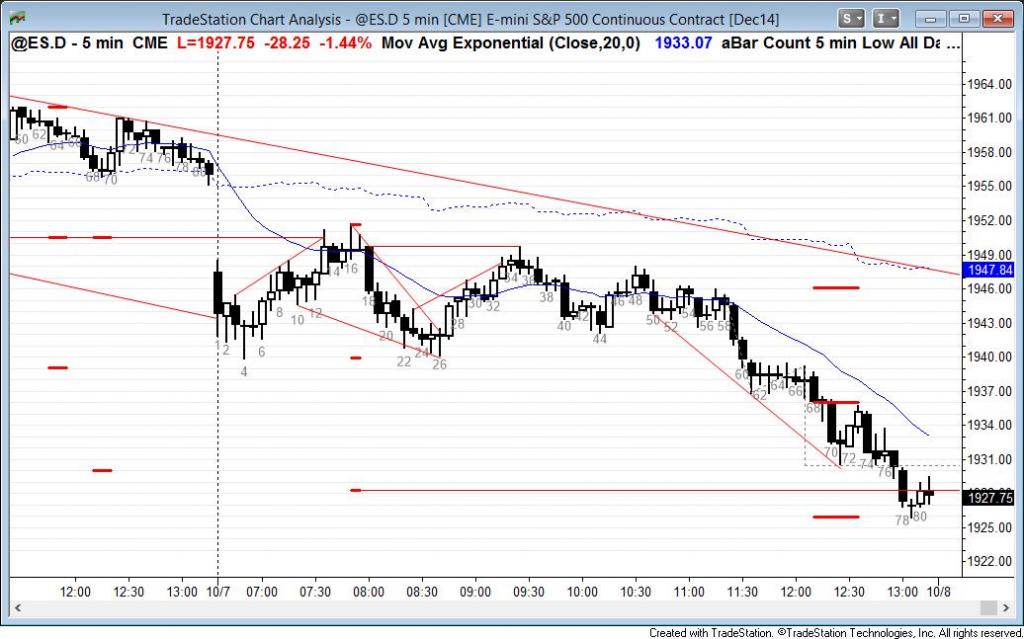 TradeStation Chart Analysis - @ES.D 5 min [CME] E-mini S&P 500 Continuous Contract [Dec14]
S
I
@ES.D - 5 min CME L=1927.75 -28.25 -1.44% Mov Avg Exponential (Close,20,0) 1933.07 aBar Count 5 min Low All Da ...
1964.00
1961.00
1958.00
1955.00
1952.00
1949.00
1947.84
1946.00
1943.00
1940.00
1937.00
1934.00
1931.00
1927.75
1925.00
1922.00
60 62 64 68 70 74 76 78
2 4 6 8 10 12 14 16 18 20 22 24 26 28 30 32 34 38 40 42 44 46 48 50 52 54 56 58 60 62 64 66 68 70 72 74 76 78 80
12:00 12:30 13:00 10/7 07:00 07:30 08:00 08:30 09:00 09:30 10:00 10:30 11:00 11:30 12:00 12:30 13:00 10/8
Created with TradeStation. ©TradeStation Technologies, Inc. All rights reserved.